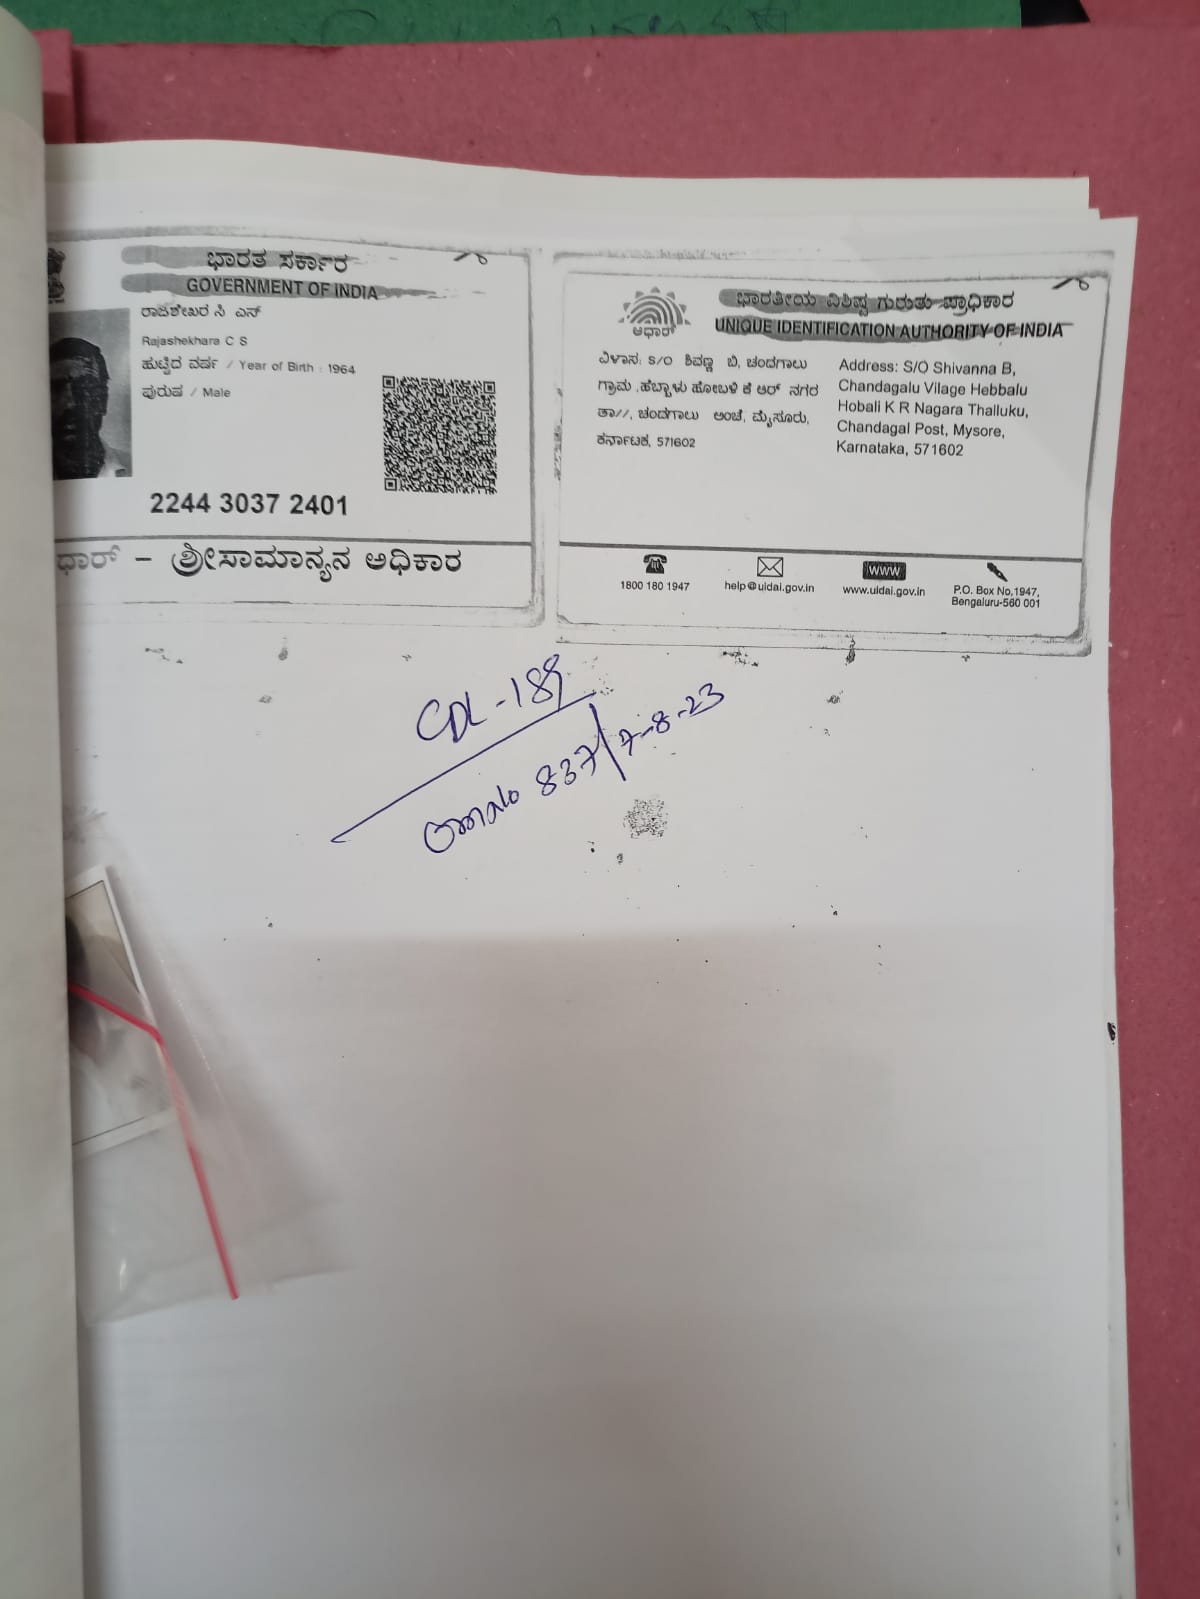 ಭಾರತ ಸರ್ಕಾರ
GOVERNMENT OF INDIA
ರಾಜಶೇಖರ ಸಿ ಎಸ್
Rajashekhara C S
ಹುಟ್ಟಿದ ವರ್ಷ / Year of Birth : 1964
ಪುರುಷ / Male
2244 3037 2401
ಧಾರ್ – ಶ್ರೀಸಾಮಾನ್ಯನ ಅಧಿಕಾರ
ಆಧಾರ್
ಭಾರತೀಯ ವಿಶಿಷ್ಟ ಗುರುತು ಪ್ರಾಧಿಕಾರ
UNIQUE IDENTIFICATION AUTHORITY OF INDIA
ವಿಳಾಸ: S/O ಶಿವಣ್ಣ ಬಿ, ಚಂದಗಾಲು
ಗ್ರಾಮ ,ಹೆಬ್ಬಾಳು ಹೋಬಳಿ ಕೆ ಆರ್ ನಗರ
ತಾ//, ಚಂದಗಾಲು ಅಂಚೆ, ಮೈಸೂರು,
ಕರ್ನಾಟಕ, 571602
Address: S/O Shivanna B,
Chandagalu Vilage Hebbalu
Hobali K R Nagara Thalluku,
Chandagal Post, Mysore,
Karnataka, 571602
1800 180 1947
help@uidai.gov.in
www
www.uidai.gov.in
P.O. Box No,1947,
Bengaluru-560 001
CDL-189
837/7-8-23